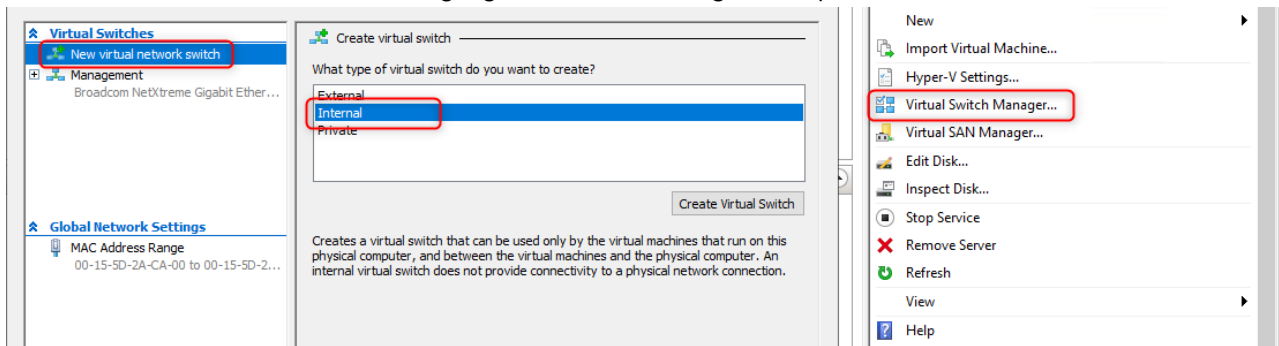 Virtual Switches
New virtual network switch
Management
Broadcom NetXtreme Gigabit Ether...
Global Network Settings
MAC Address Range
00-15-5D-2A-CA-00 to 00-15-5D-2...
Create virtual switch
What type of virtual switch do you want to create?
External
Internal
Private
Create Virtual Switch
Creates a virtual switch that can be used only by the virtual machines that run on this
physical computer, and between the virtual machines and the physical computer. An
internal virtual switch does not provide connectivity to a physical network connection.
New
Import Virtual Machine...
Hyper-V Settings...
Virtual Switch Manager...
Virtual SAN Manager...
Edit Disk...
Inspect Disk...
Stop Service
Remove Server
Refresh
View
Help